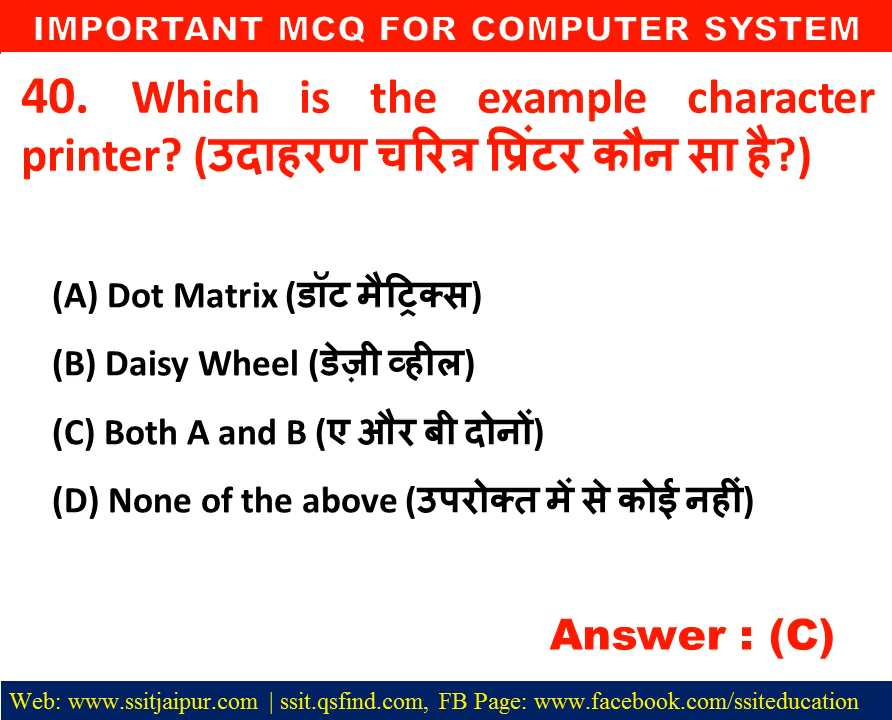 IMPORTANT MCQ FOR COMPUTER SYSTEM
40. Which is the example character
printer? (उदाहरण चरित्र प्रिंटर कौन सा है?)
(A) Dot Matrix (डॉट मैट्रिक्स)
(B) Daisy Wheel (डेज़ी व्हील)
(C) Both A and B (ए और बी दोनों)
(D) None of the above (उपरोक्त में से कोई नहीं)
Answer : (C)
Web: www.ssitjaipur.com | ssit.qsfind.com, FB Page: www.facebook.com/ssiteducation